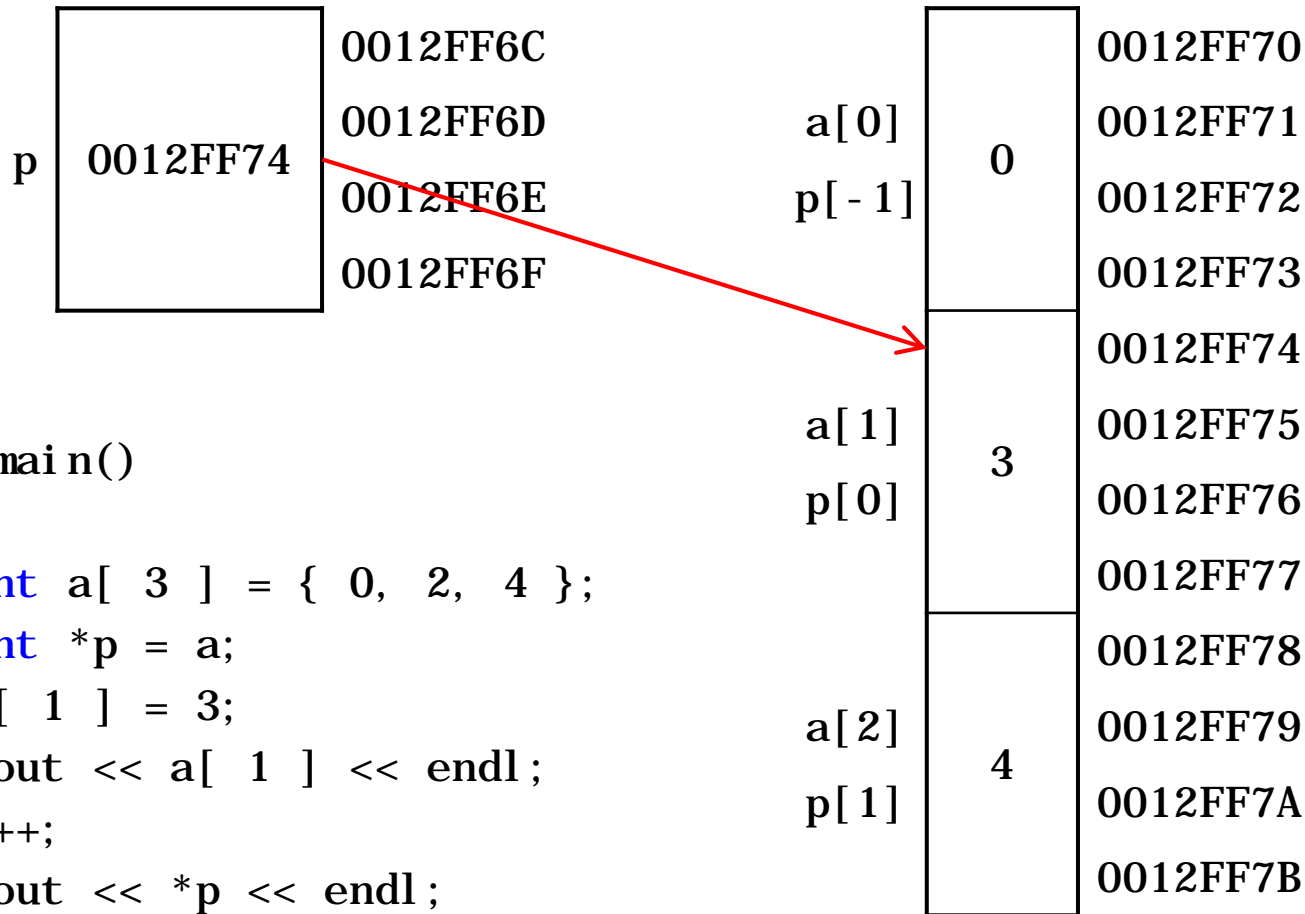 0012FF6C
0012FF6D
p 0012FF74
0012FF6E
0012FF6F
0012FF70
a[0] 0012FF71
0
p[-1] 0012FF72
0012FF73
0012FF74
a[1] 0012FF75
3
p[0] 0012FF76
0012FF77
0012FF78
a[2] 0012FF79
4
p[1] 0012FF7A
0012FF7B
main()
nt a[ 3 ] = { 0, 2, 4 };
nt *p = a;
[ 1 ] = 3;
out << a[ 1 ] << endl;
++;
out << *p << endl;